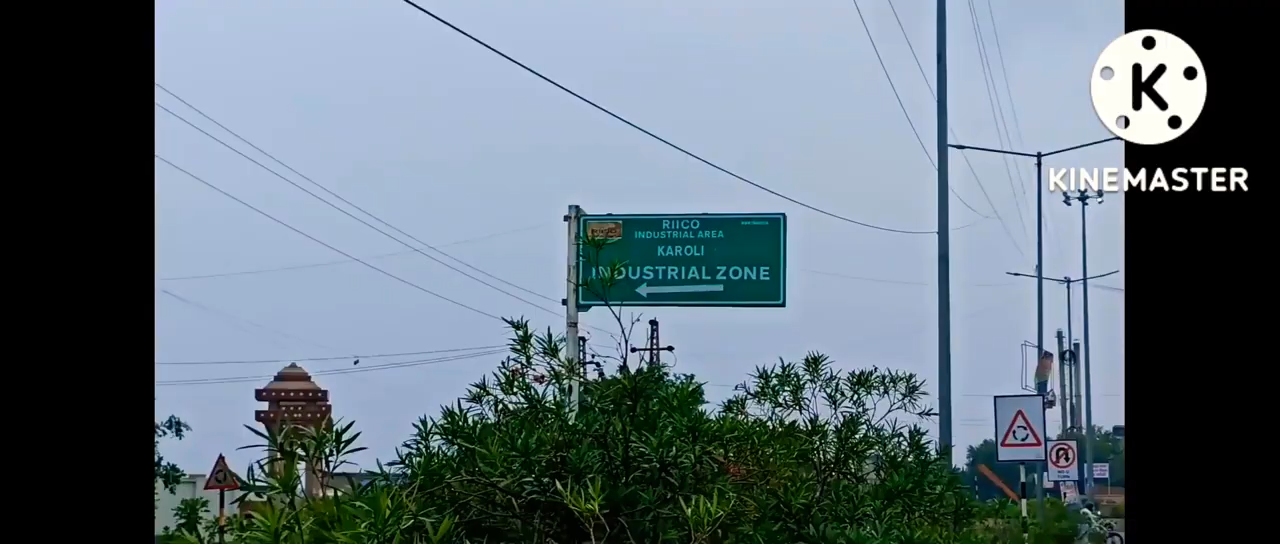 K
KINEMASTER
RIICO
INDUSTRIAL AREA
KAROLI
INDUSTRIAL ZONE